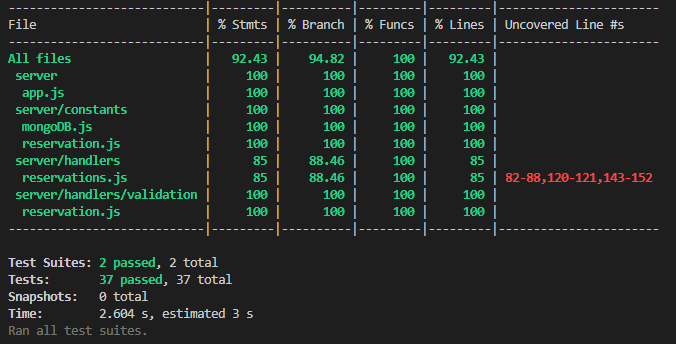 ---------------------------|---------|----------|---------|---------|---------------------
File                       | % Stmts | % Branch | % Funcs | % Lines | Uncovered Line #s
---------------------------|---------|----------|---------|---------|---------------------
All files                  |   92.43 |    94.82 |     100 |   92.43 |
 server                    |     100 |      100 |     100 |     100 |
  app.js                   |     100 |      100 |     100 |     100 |
 server/constants          |     100 |      100 |     100 |     100 |
  mongoDB.js               |     100 |      100 |     100 |     100 |
  reservation.js           |     100 |      100 |     100 |     100 |
 server/handlers           |      85 |    88.46 |     100 |      85 |
  reservations.js          |      85 |    88.46 |     100 |      85 | 82-88,120-121,143-152
 server/handlers/validation |     100 |      100 |     100 |     100 |
  reservation.js           |     100 |      100 |     100 |     100 |
---------------------------|---------|----------|---------|---------|---------------------
Test Suites: 2 passed, 2 total
Tests:       37 passed, 37 total
Snapshots:   0 total
Time:        2.604 s, estimated 3 s
Ran all test suites.